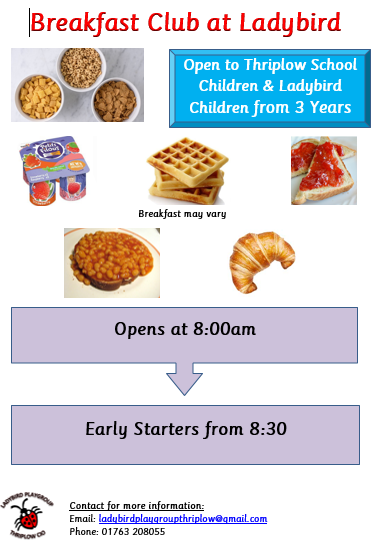 Breakfast Club at Ladybird
Open to Thriplow School
Children & Ladybird
Children from 3 Years
Petits Filous
Breakfast may vary
Opens at 8:00am
Early Starters from 8:30
LADYBIRD PLAYGROUP
THRIPLOW CIO
Contact for more information:
Email: ladybirdplaygroupthriplow@gmail.com
Phone: 01763 208055